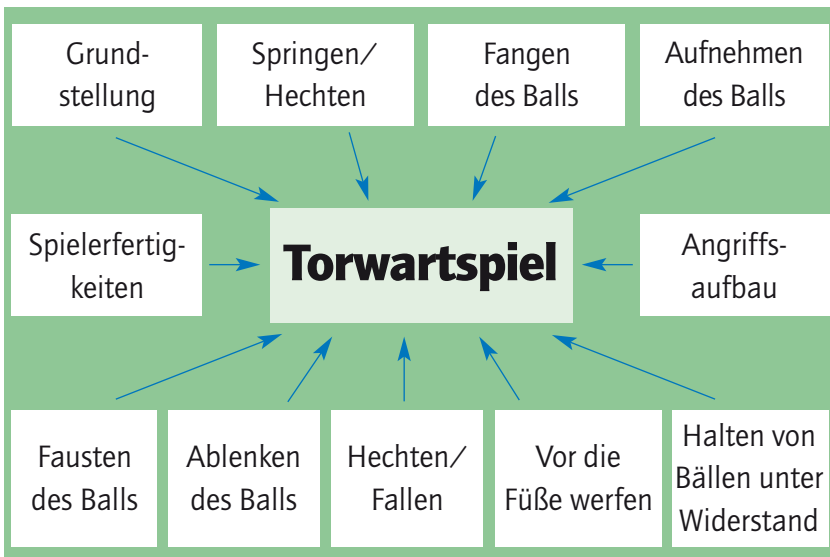 Grund-
stellung
Springen/
Hechten
Fangen
des Balls
Aufnehmen
des Balls
Spielerfertig-
keiten
Torwartspiel
Angriffs-
aufbau
Fausten
des Balls
Ablenken
des Balls
Hechten/
Fallen
Vor die
Füße werfen
Halten von
Bällen unter
Widerstand